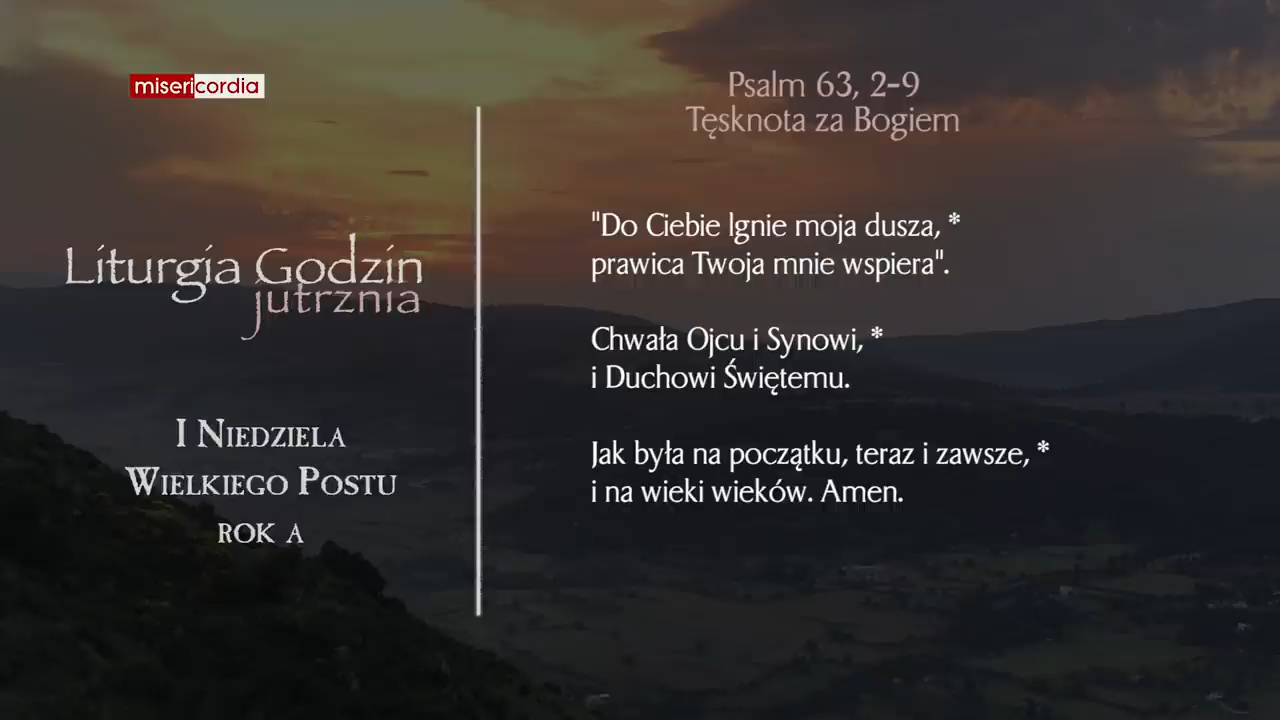 misericordia
Liturgia Godzin
jutrznia
I Niedziela
Wielkiego Postu
rok A
Psalm 63, 2-9
Tęsknota za Bogiem
"Do Ciebie lgnie moja dusza, *
prawica Twoja mnie wspiera".
Chwała Ojcu i Synowi, *
i Duchowi Świętemu.
Jak była na początku, teraz i zawsze, *
i na wieki wieków. Amen.